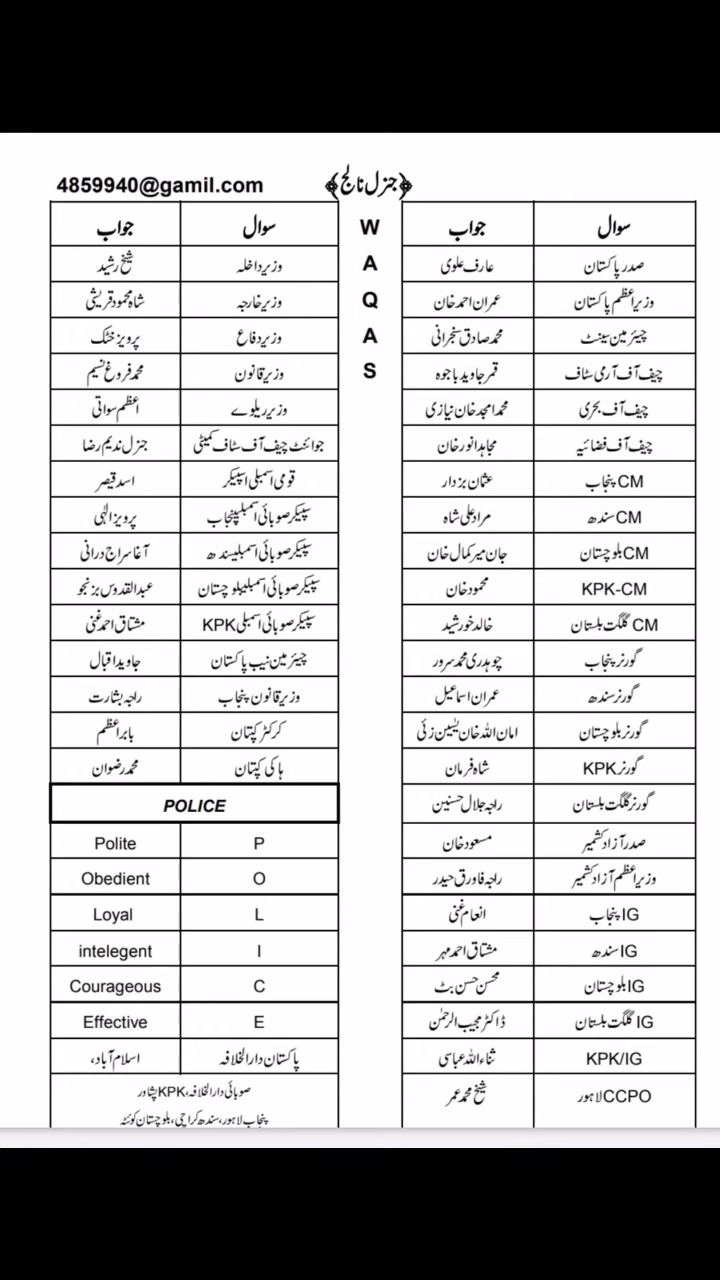 4859940@gamil.com
﴿جنرل نالج﴾
سوال جواب
صدر پاکستان عارف علوی
وزیراعظم پاکستان عمران احمد خان
چیئرمین سینٹ محمد صادق سنجرانی
چیف آف آرمی سٹاف قمر جاوید باجوہ
چیف آف بحری محمد امجد خان نیازی
چیف آف فضائیہ مجاہد انور خان
CM پنجاب عثمان بزدار
CM سندھ مراد علی شاہ
CM بلوچستان جان میر کمال خان
KPK-CM محمود خان
CM گلگت بلستان خالد خورشید
گورنر پنجاب چوہدری محمد سرور
گورنر سندھ عمران اسماعیل
گورنر بلوچستان امان اللہ خان یٰسین زئی
گورنر KPK شاہ فرمان
گورنر گلگت بلستان راجہ جلال حسنین
صدر آزاد کشمیر مسعود خان
وزیراعظم آزاد کشمیر راجہ فاورق حیدر
IG پنجاب انعام غنی
IG سندھ مشتاق احمد مہر
IG بلوچستان محسن حسن بٹ
IG گلگت بلستان ڈاکٹر مجیب الرحمٰن
KPK/IG ثناء اللہ عباسی
CCPO لاہور شیخ محمد عمر
W
A
Q
A
S
سوال جواب
وزیر داخلہ شیخ رشید
وزیر خارجہ شاہ محمود قریشی
وزیر دفاع پرویز خٹک
وزیر قانون محمد فروغ نسیم
وزیر ریلوے اعظم سواتی
جوائنٹ چیف آف سٹاف کمیٹی جنرل ندیم رضا
قومی اسمبلی اسپیکر اسد قیصر
سپیکر صوبائی اسمبلیپنجاب پرویز الٰہی
سپیکر صوبائی اسمبلیسندھ آغا سراج درانی
سپیکر صوبائی اسمبلیبلوچستان عبدالقدوس بزنجو
سپیکر صوبائی اسمبلی KPK مشتاق احمد غنی
چیئرمین نیب پاکستان جاوید اقبال
وزیر قانون پنجاب راجہ بشارت
کرکٹر کپتان بابر اعظم
ہاکی کپتان محمد رضوان
POLICE
Polite P
Obedient O
Loyal L
intelegent I
Courageous C
Effective E
پاکستان دارالخلافہ اسلام آباد،
صوبائی دارالخلافہ، KPK پشاور
پنجاب لاہور، سندھ کراچی، بلوچستان کوئٹہ